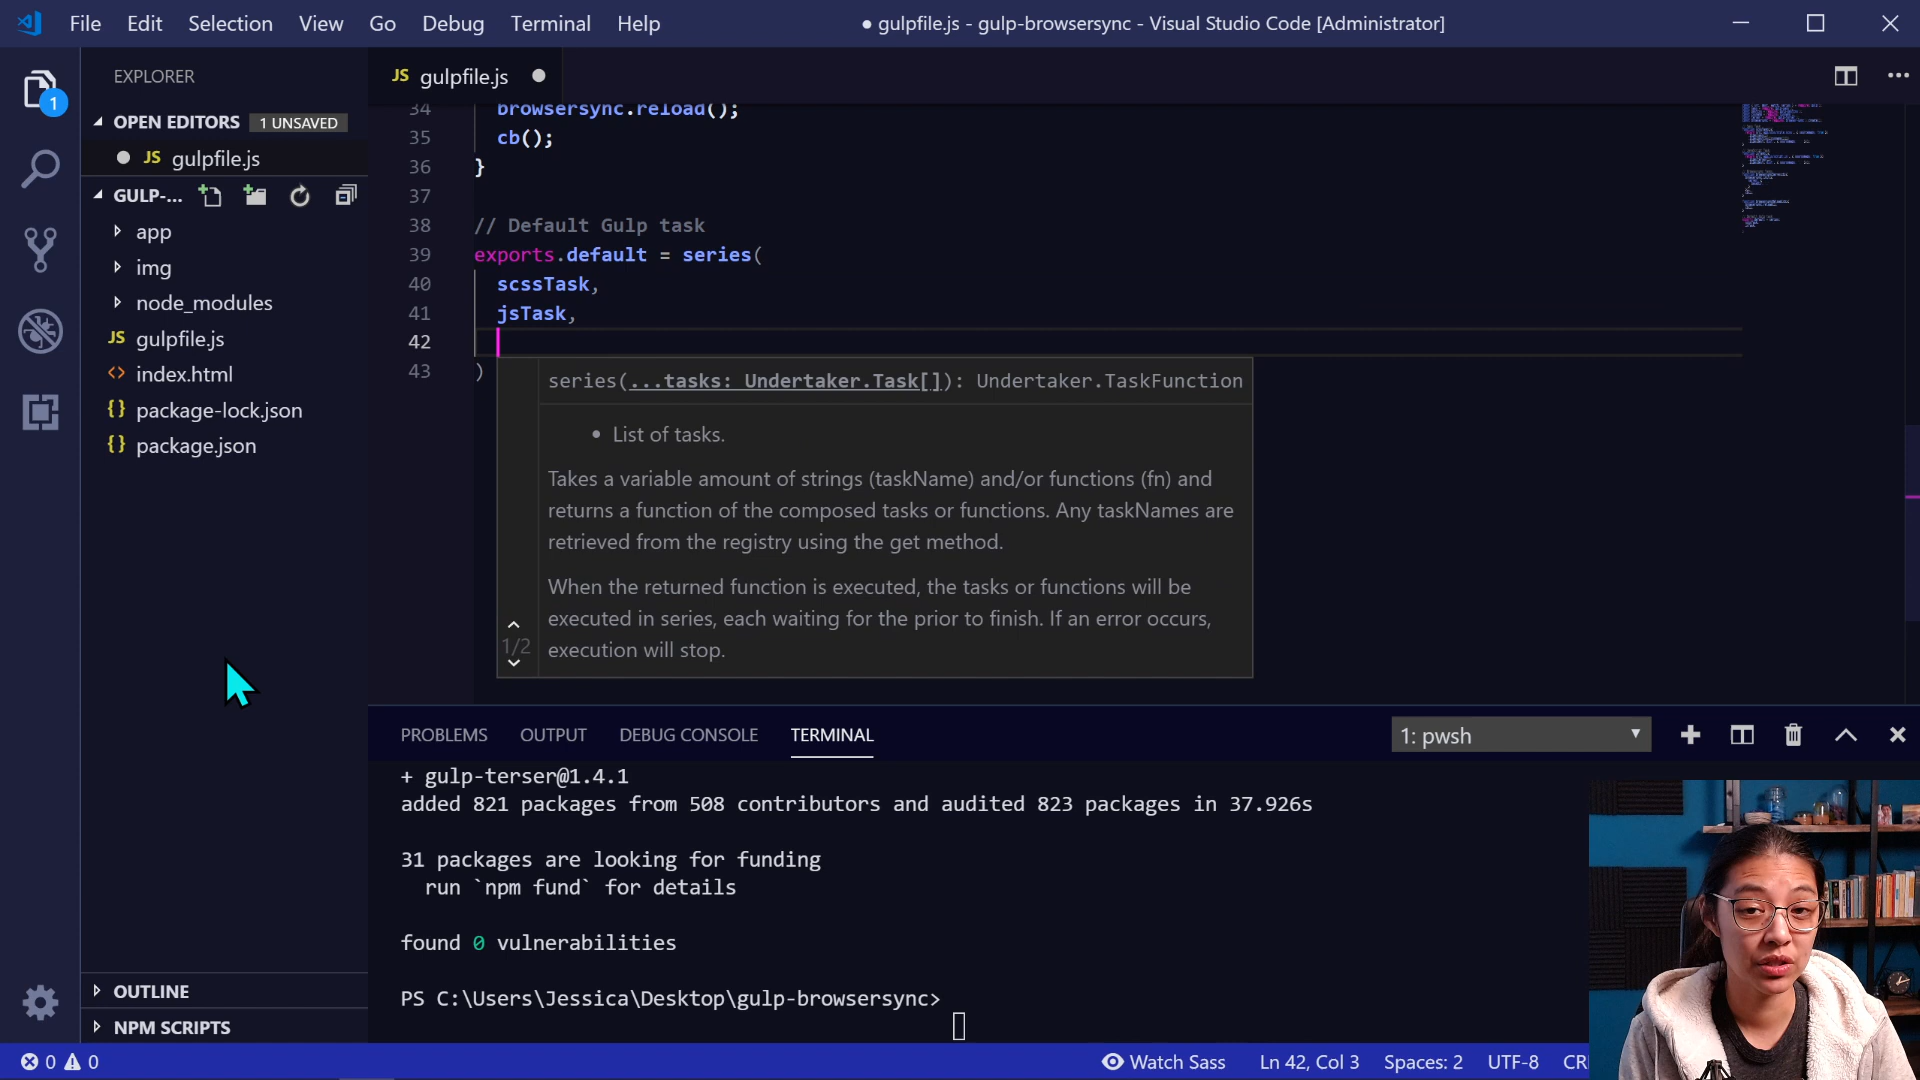 File Edit Selection View Go Debug Terminal Help
● gulpfile.js - gulp-browsersync - Visual Studio Code [Administrator]
EXPLORER
OPEN EDITORS 1 UNSAVED
JS gulpfile.js
GULP-...
app
img
node_modules
JS gulpfile.js
<> index.html
{} package-lock.json
{} package.json
OUTLINE
NPM SCRIPTS
1
JS gulpfile.js
34 browsersync.reload();
35 cb();
36 }
37
38 // Default Gulp task
39 exports.default = series(
40 scssTask,
41 jsTask,
42
43 )
series(...tasks: Undertaker.Task[]): Undertaker.TaskFunction
• List of tasks.
Takes a variable amount of strings (taskName) and/or functions (fn) and
returns a function of the composed tasks or functions. Any taskNames are
retrieved from the registry using the get method.
When the returned function is executed, the tasks or functions will be
executed in series, each waiting for the prior to finish. If an error occurs,
execution will stop.
1/2
PROBLEMS OUTPUT DEBUG CONSOLE TERMINAL
1: pwsh
+ gulp-terser@1.4.1
added 821 packages from 508 contributors and audited 823 packages in 37.926s
31 packages are looking for funding
run `npm fund` for details
found 0 vulnerabilities
PS C:\Users\Jessica\Desktop\gulp-browsersync>
0 0
Watch Sass Ln 42, Col 3 Spaces: 2 UTF-8 CR